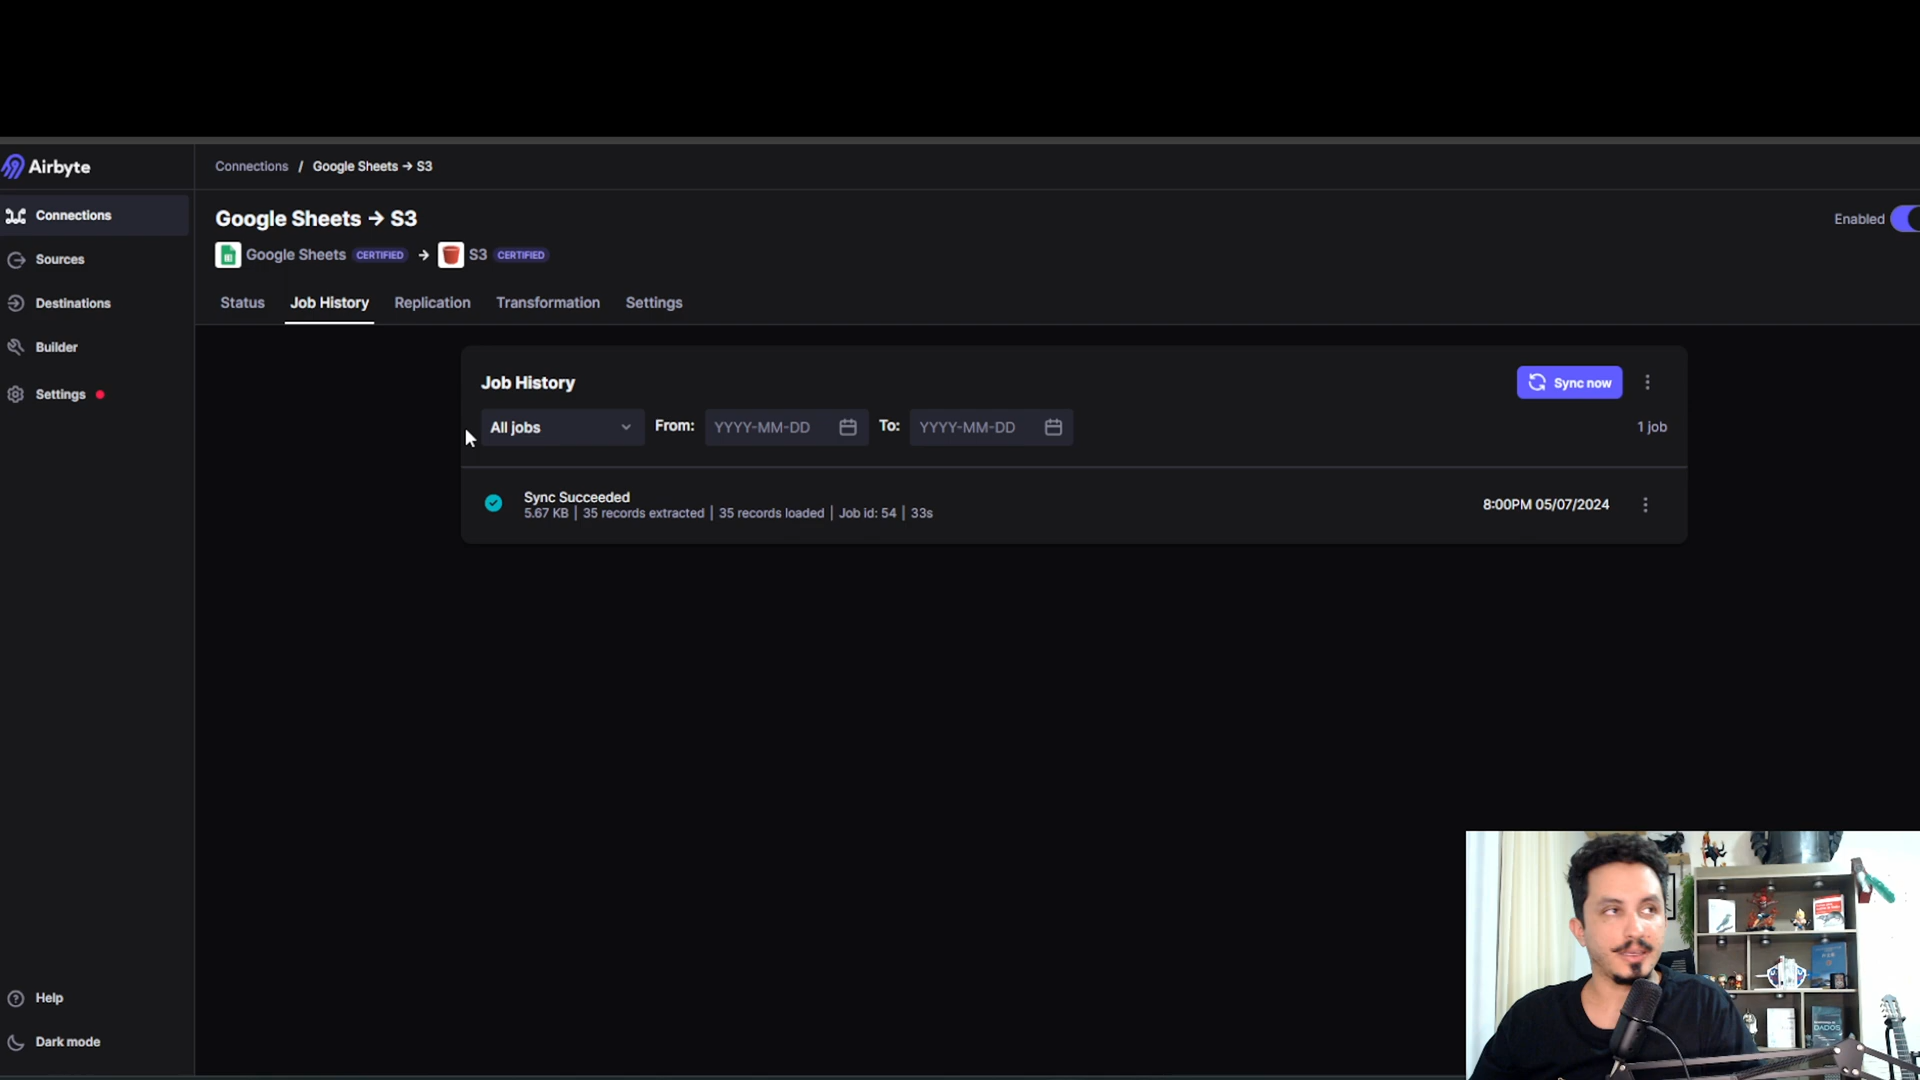 Airbyte
Connections / Google Sheets → S3
Connections
Sources
Destinations
Builder
Settings
Google Sheets → S3
Enabled
Google Sheets CERTIFIED → S3 CERTIFIED
Status Job History Replication Transformation Settings
Job History
Sync now
All jobs From: YYYY-MM-DD To: YYYY-MM-DD
1 job
Sync Succeeded
5.67 KB | 35 records extracted | 35 records loaded | Job id: 54 | 33s
8:00PM 05/07/2024
Help
Dark mode
DADOS